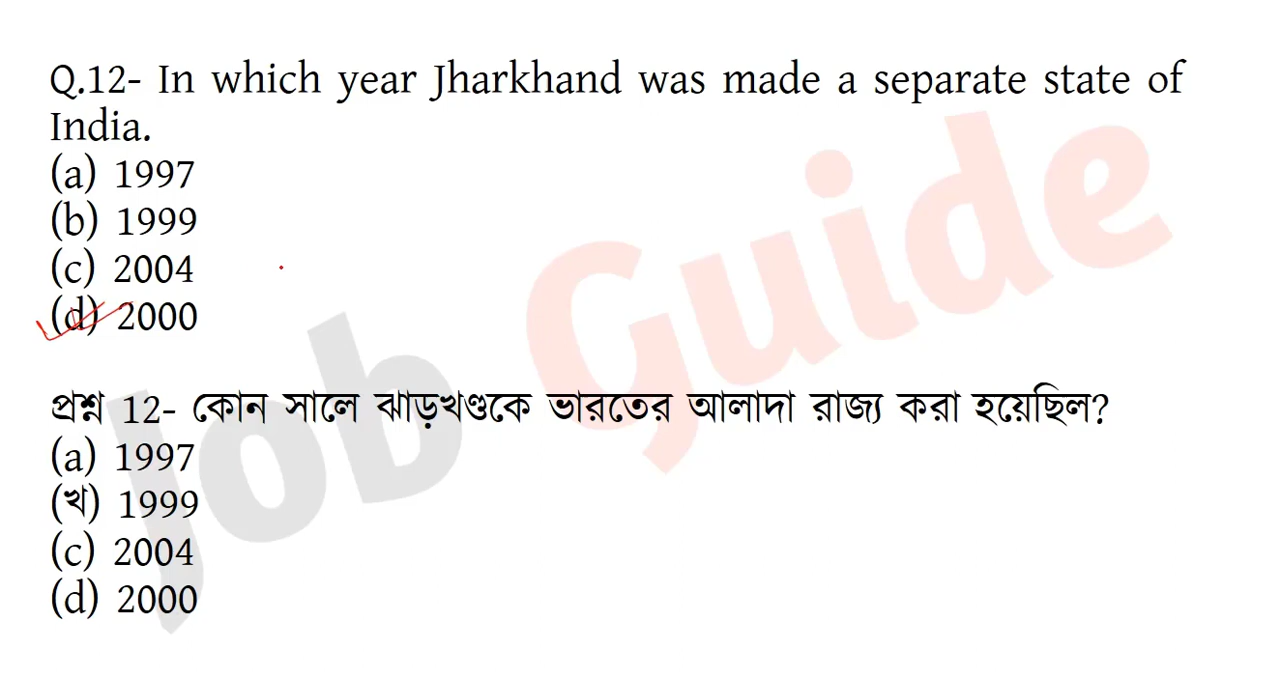 Q.12- In which year Jharkhand was made a separate state of
India.
(a) 1997
(b) 1999
(c) 2004
(d) 2000
প্রশ্ন 12- কোন সালে ঝাড়খণ্ডকে ভারতের আলাদা রাজ্য করা হয়েছিল?
(a) 1997
(খ) 1999
(c) 2004
(d) 2000
Job Guide